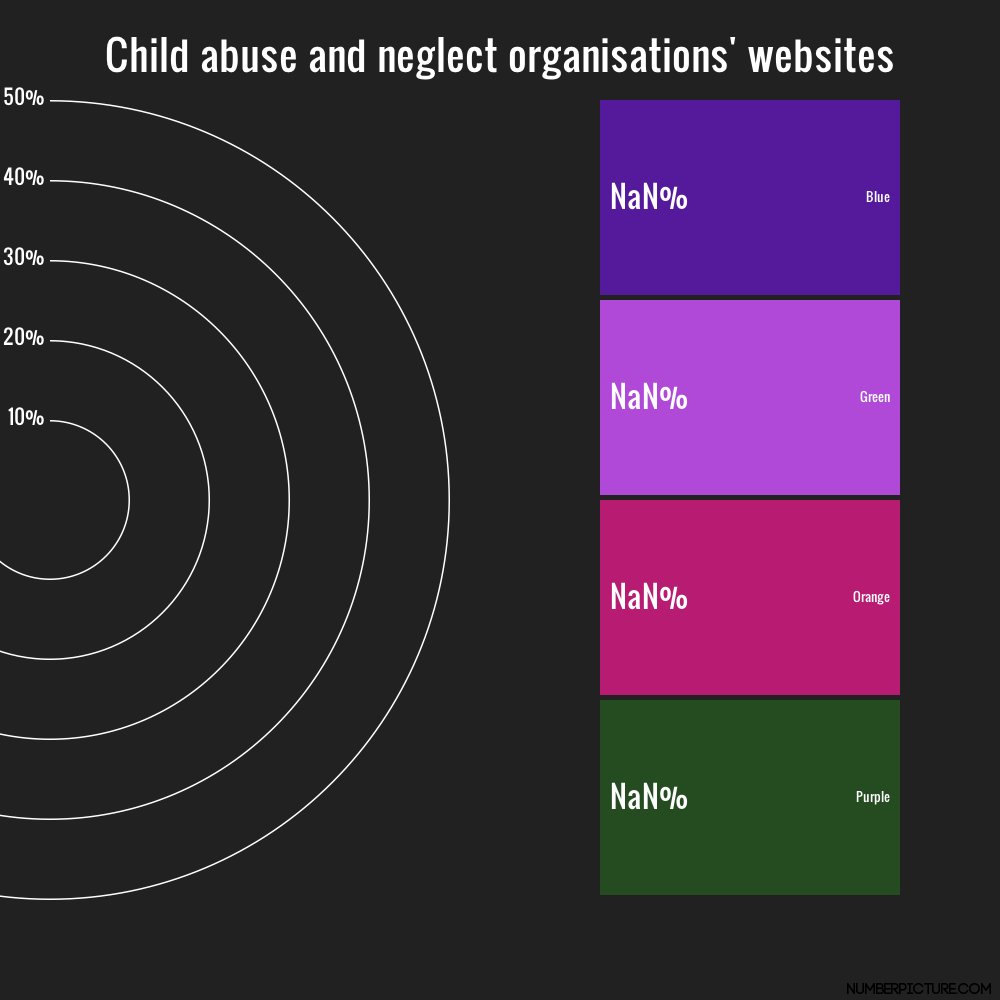 Child abuse and neglect organisations' websites
50%
40%
30%
20%
10%
NaN% Blue
NaN% Green
NaN% Orange
NaN% Purple
NUMBERPICTURE.COM